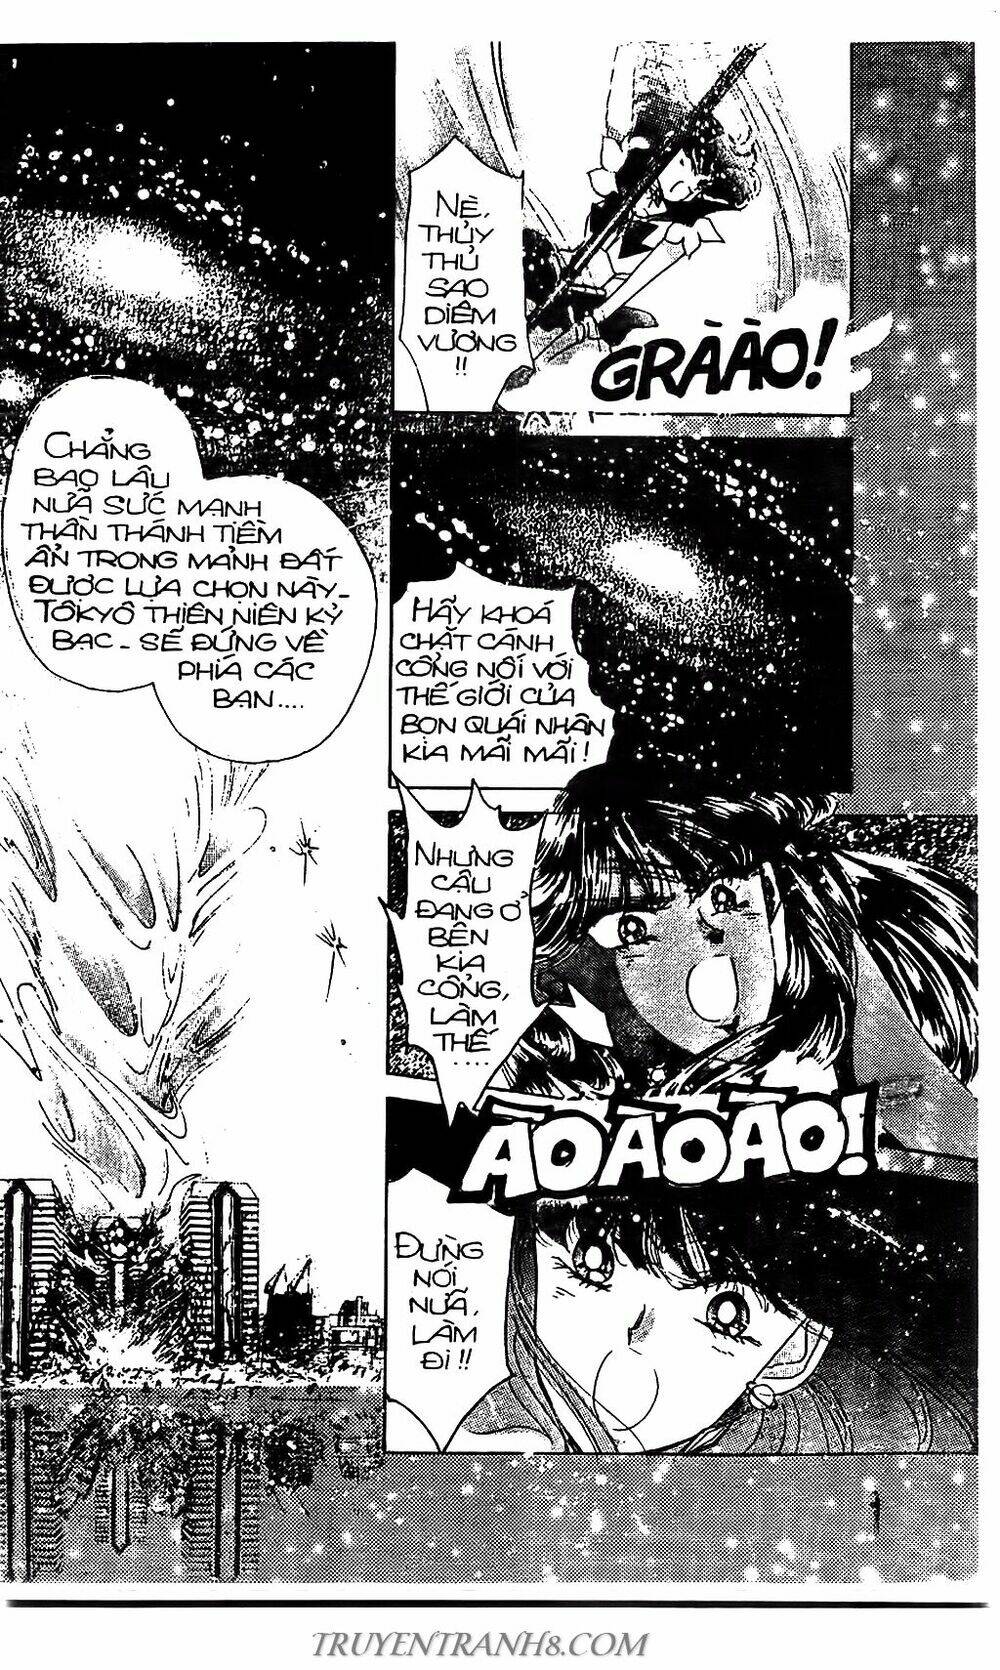 NÈ,
THỦY
THỦ
SAO
DIÊM
VƯƠNG
!!
GRÀÀO!
CHẲNG
BAO LÂU
NỮA SỨC MẠNH
THẦN THÁNH TIỀM
ẨN TRONG MẢNH ĐẤT
ĐƯỢC LỰA CHỌN NÀY-
TÔKYÔ THIÊN NIÊN KỶ
BẠC- SẼ ĐỨNG VỀ
PHÍA CÁC
BẠN....
HÃY KHOÁ
CHẶT CÁNH
CỔNG NỐI VỚI
THẾ GIỚI CỦA
BỌN QUÁI NHÂN
KIA MÃI MÃI!
NHƯNG
CẬU
ĐANG Ở
BÊN
KIA
CỔNG,
LÀM
THẾ
.....
ÀOÀOÀO!
ĐỪNG
NÓI
NỮA,
LÀM
ĐI!!
TRUYENTRANH8.COM